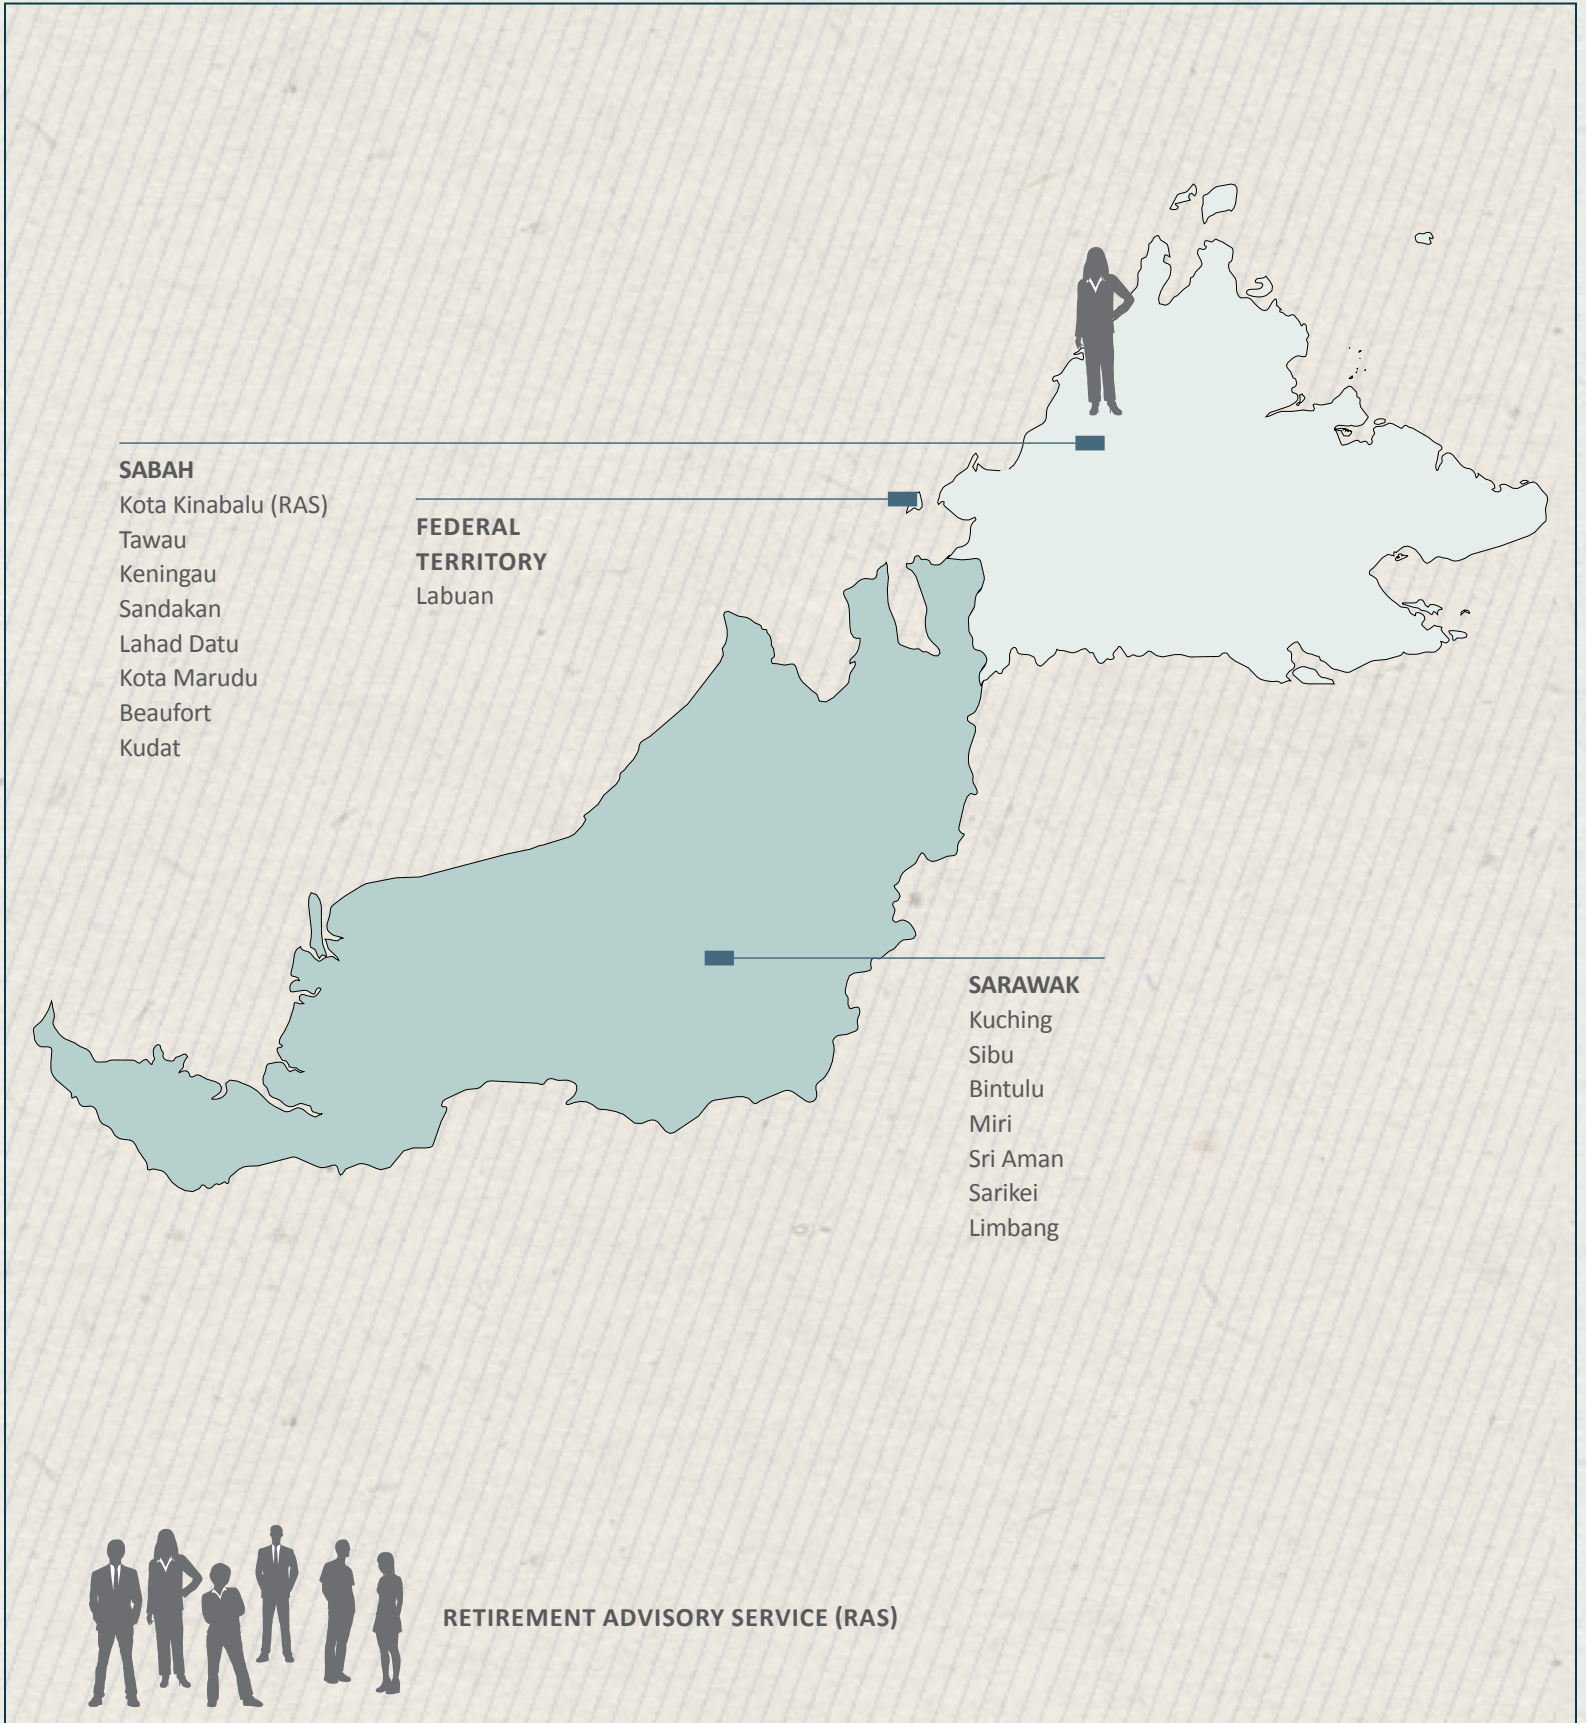 SABAH
Kota Kinabalu (RAS)
Tawau
Keningau
Sandakan
Lahad Datu
Kota Marudu
Beaufort
Kudat
FEDERAL
TERRITORY
Labuan
SARAWAK
Kuching
Sibu
Bintulu
Miri
Sri Aman
Sarikei
Limbang
RETIREMENT ADVISORY SERVICE (RAS)